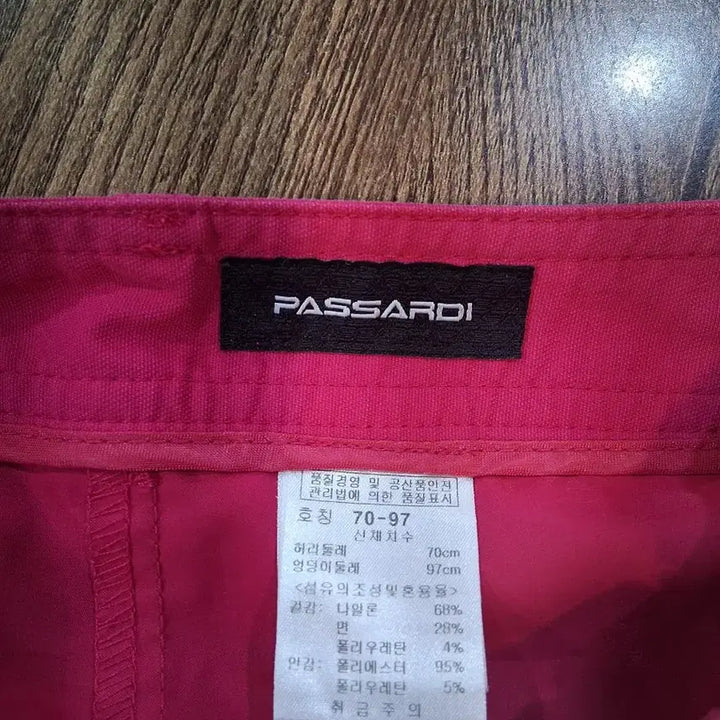 PASSARDI
품질경영 및 공산품안전
관리법에 의한 품질표시
호칭 70-97
신체치수
허리둘레 70cm
엉덩이둘레 97cm
<섬유의조성및혼용율>
겉감: 나일론 68%
면 28%
폴리우레탄 4%
안감: 폴리에스터 95%
폴리우레탄 5%
취급주의